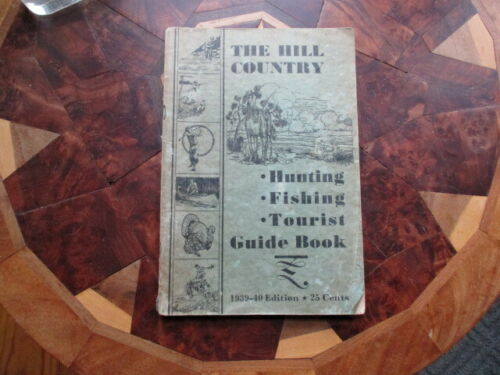 THE HILL
COUNTRY
• Hunting
• Fishing
• Tourist
Guide Book
1939-40 Edition • 25 Cents